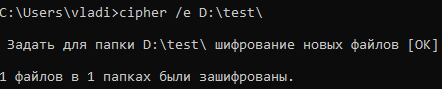 C:\Users\vladi>cipher /e D:\test\
Задать для папки D:\test\ шифрование новых файлов [OK]
1 файлов в 1 папках были зашифрованы.